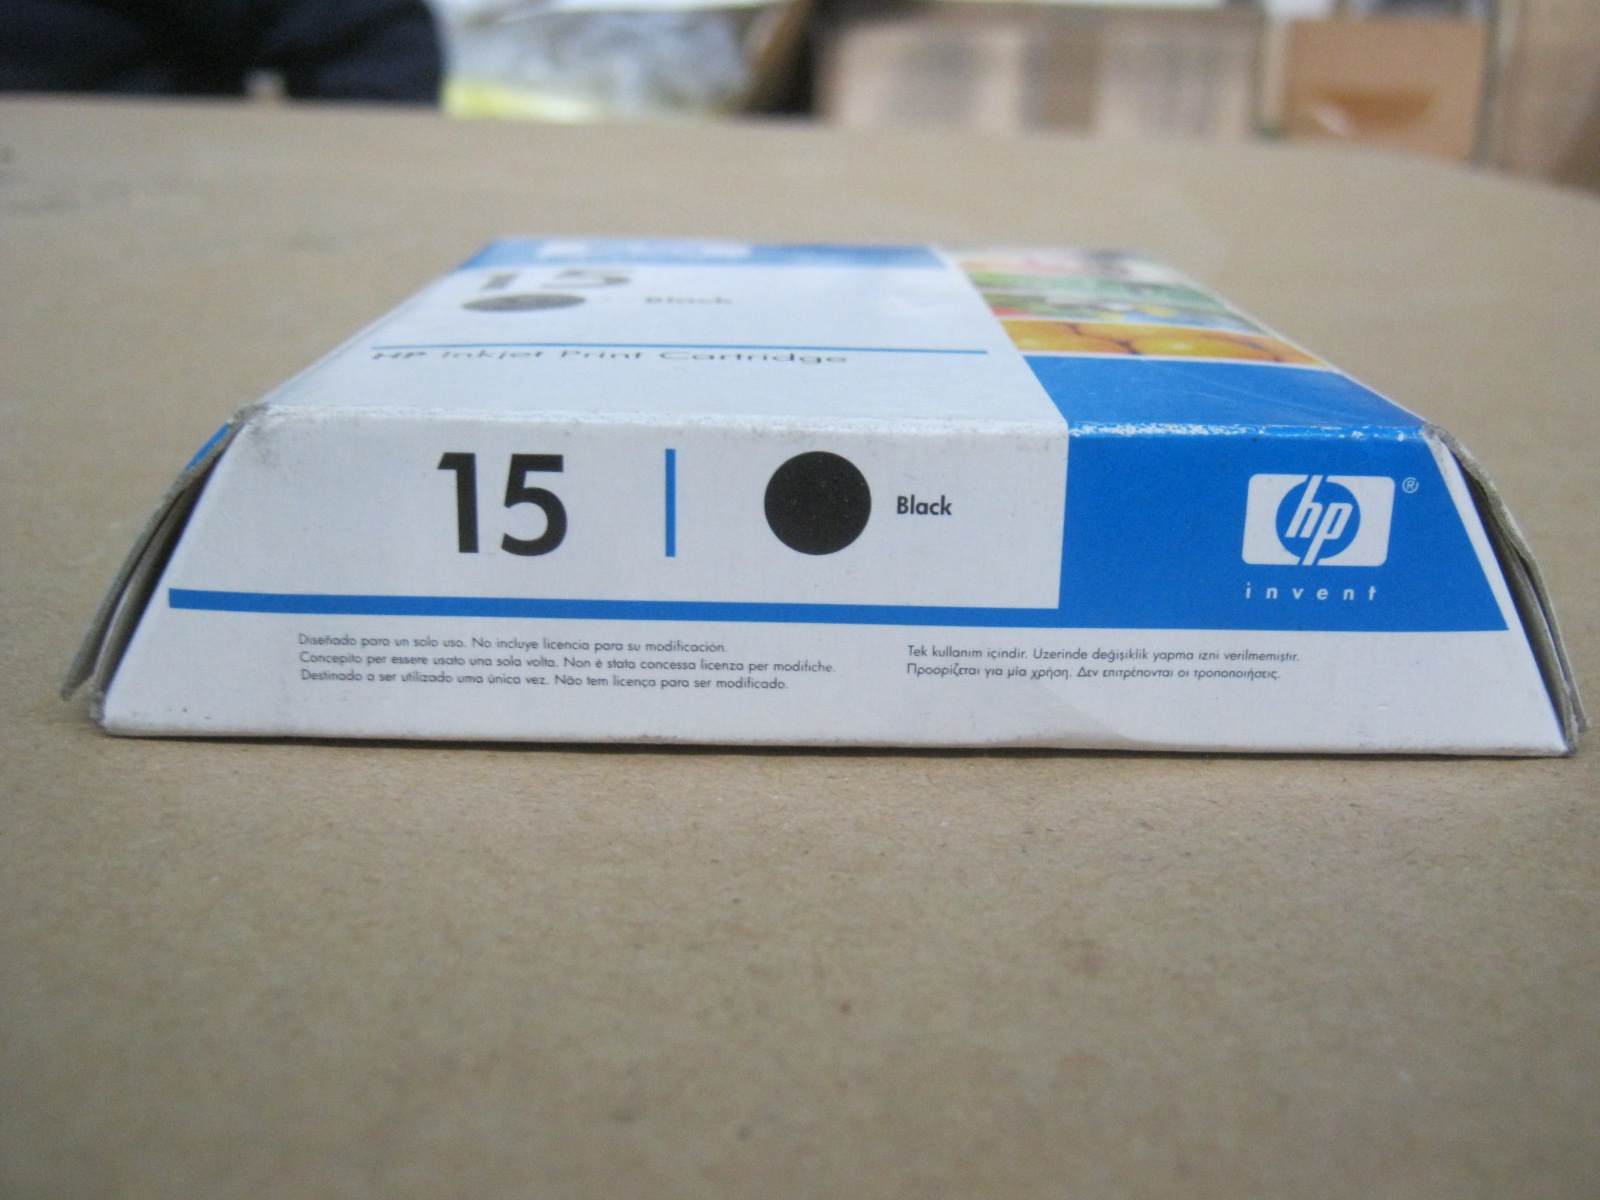 15
Black
HP Inkjet Print Cartridge
15
Black
hp®
invent
Diseñado para un solo uso. No incluye licencia para su modificación.
Concepito per essere usato una sola volta. Non è stata concessa licenza per modifiche.
Destinado a ser utilizado uma única vez. Não tem licença para ser modificado.
Tek kullanım içindir. Uzerinde değişiklik yapma izni verilmemiştir.
Προορίζεται για μία χρήση. Δεν επιτρέπονται οι τροποποιήσεις.